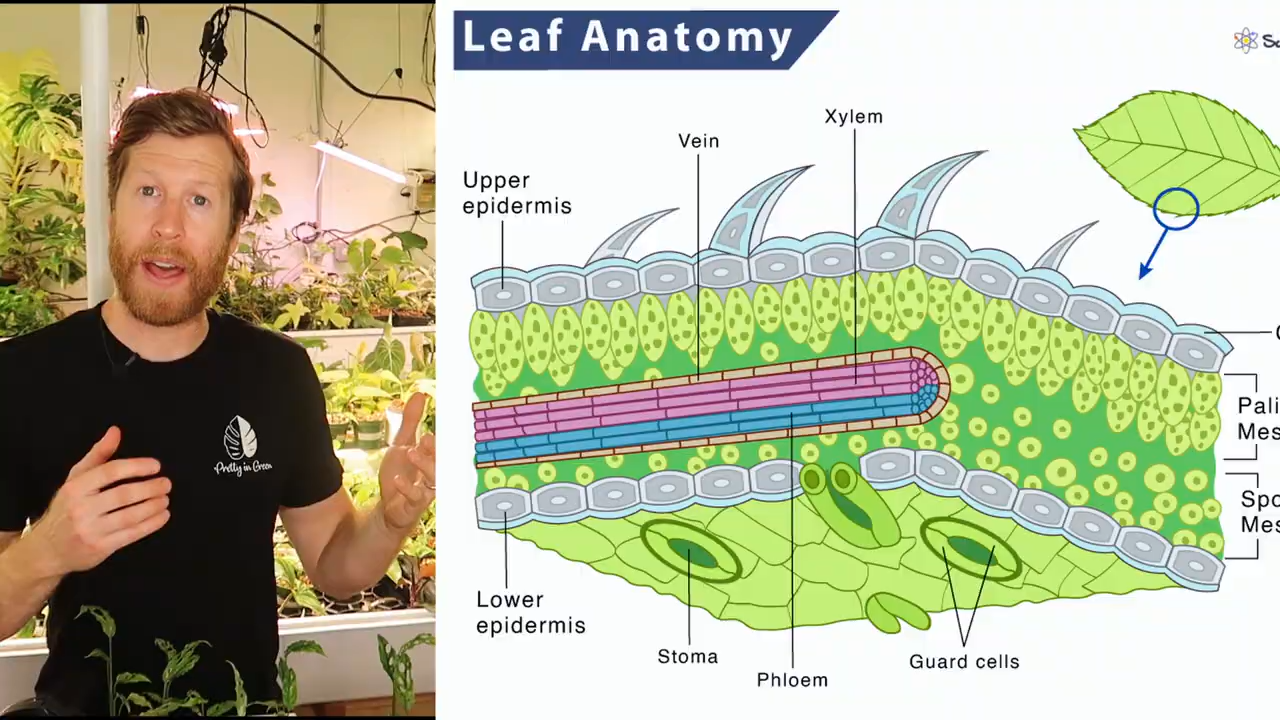 Leaf Anatomy
Xylem
Vein
Upper
epidermis
Pretty in Green
Lower
epidermis
Stoma
Phloem
Guard cells